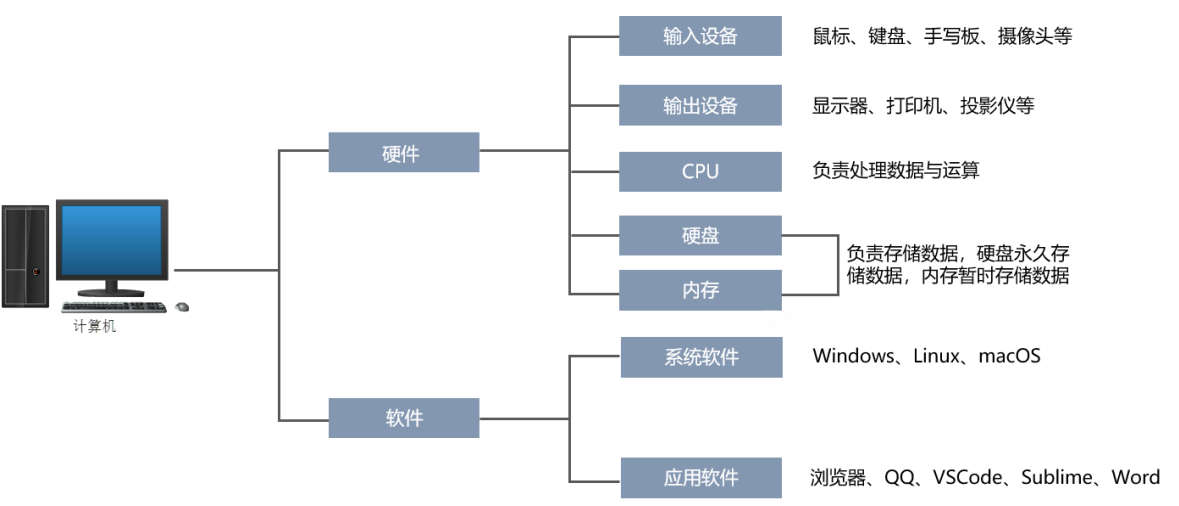 输入设备
鼠标、键盘、手写板、摄像头等
输出设备
显示器、打印机、投影仪等
硬件
CPU
负责处理数据与运算
硬盘
负责存储数据，硬盘永久存
储数据，内存暂时存储数据
内存
计算机
系统软件
Windows、Linux、macOS
软件
应用软件
浏览器、QQ、VSCode、Sublime、Word